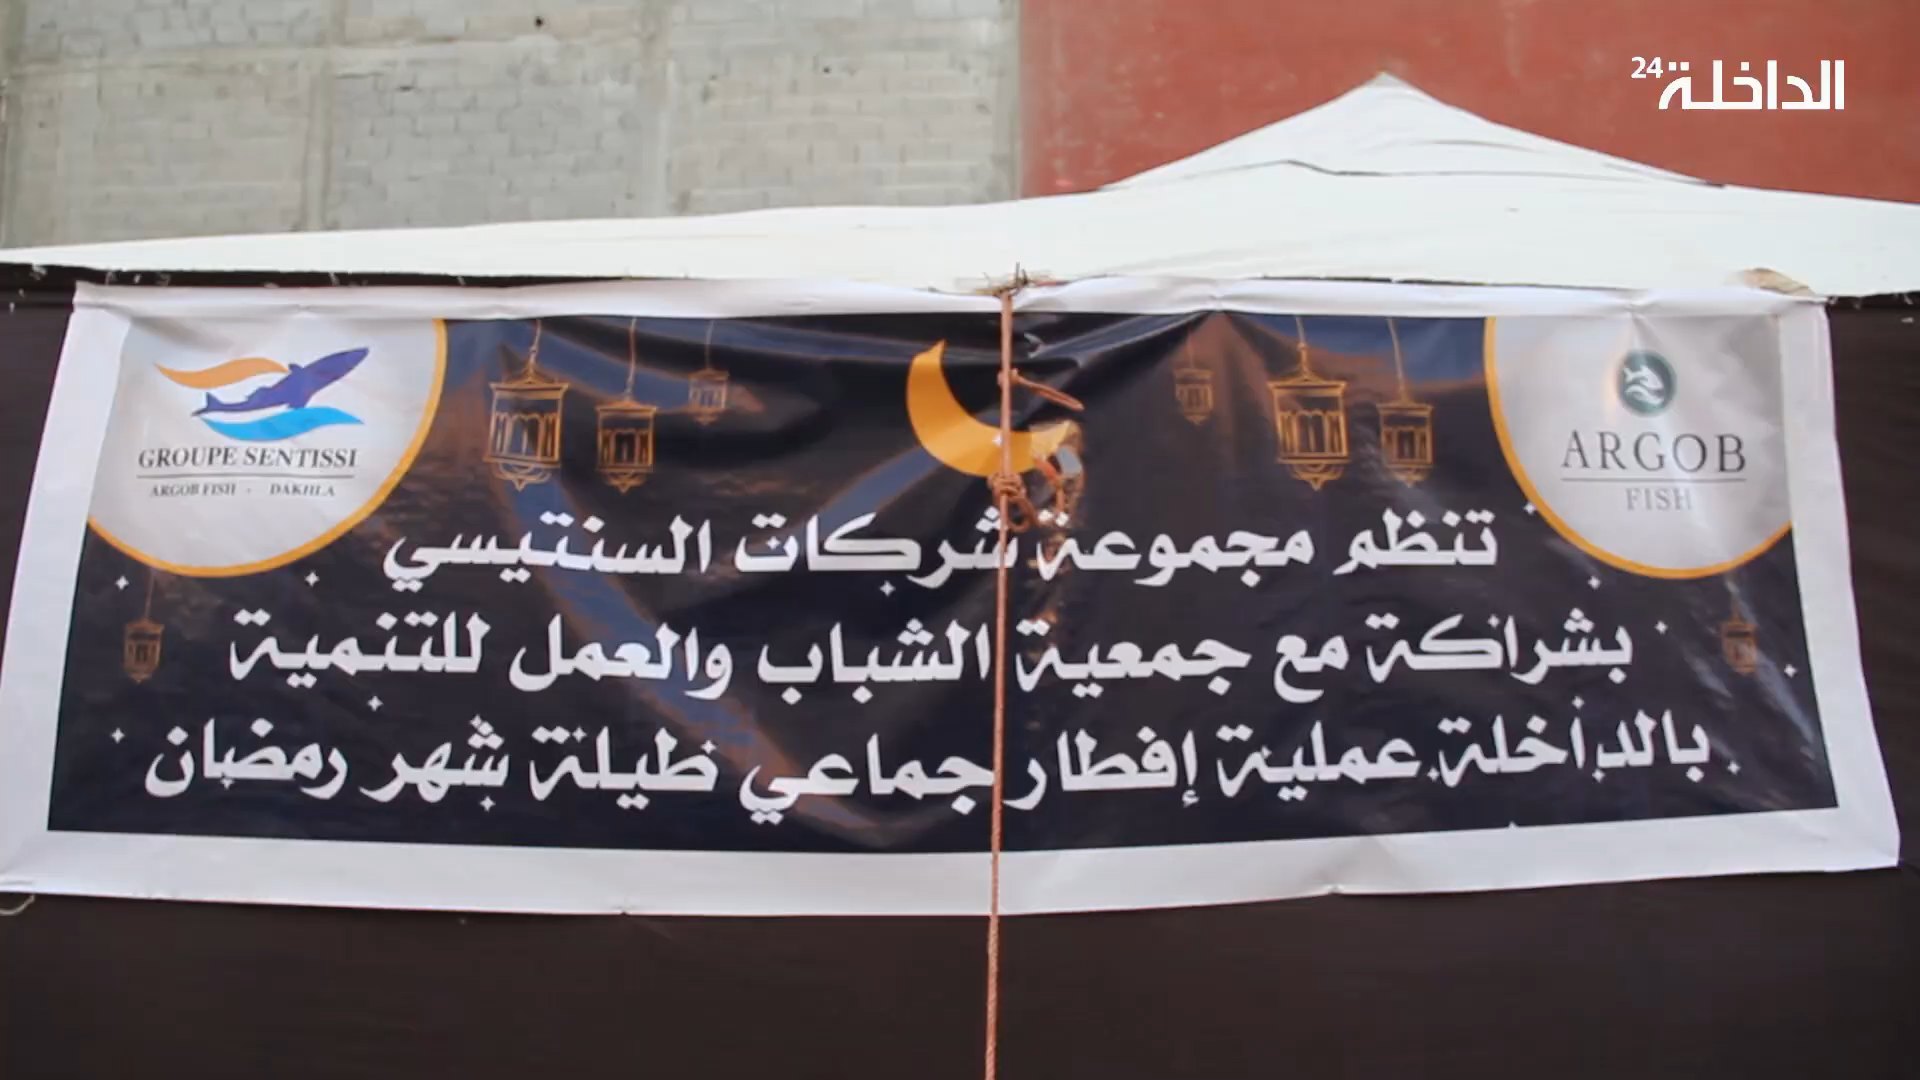 الداخلة 24
GROUPE SENTISSI
ARGOB FISH - DAKHLA
ARGOB
FISH
تنظم مجموعة شركات السنتيسي
بشراكة مع جمعية الشباب والعمل للتنمية
بالداخلة عملية إفطار جماعي طيلة شهر رمضان